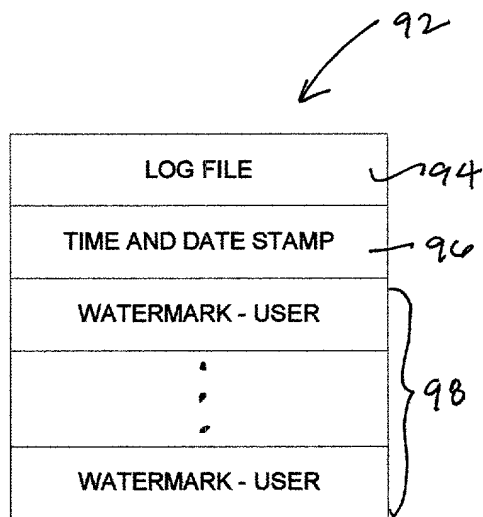 92
LOG FILE
94
TIME AND DATE STAMP
96
WATERMARK - USER
98
WATERMARK - USER